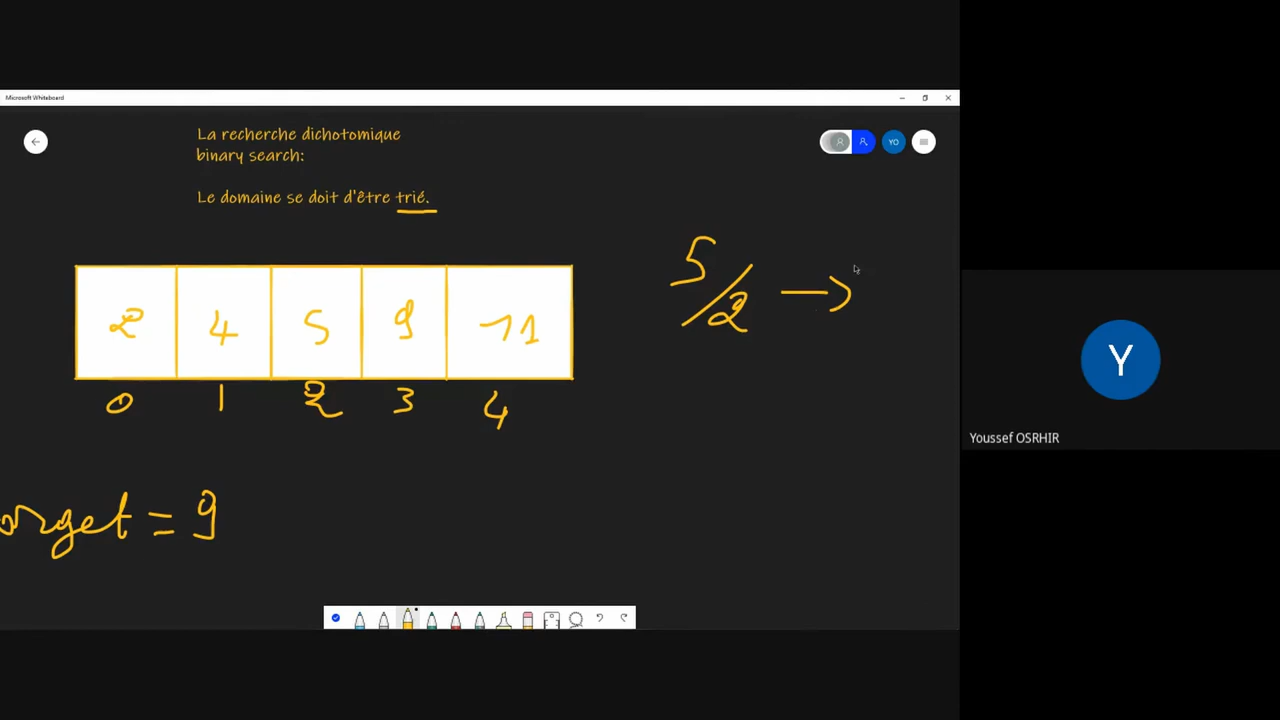 Microsoft Whiteboard
La recherche dichotomique
binary search:
Le domaine se doit d'être trié.
YO
5/2 →
2 4 5 9 11
0 1 2 3 4
target = 9
Y
Youssef OSRHIR